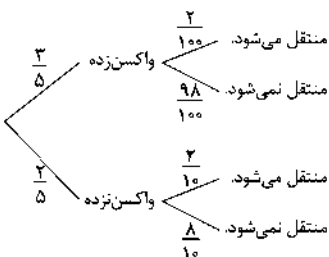 ۲/۱۰۰ منتقل می‌شود.
۳/۵ واکسن‌زده
۹۸/۱۰۰ منتقل نمی‌شود.
۲/۱۰ منتقل می‌شود.
۲/۵ واکسن‌نزده
۸/۱۰ منتقل نمی‌شود.